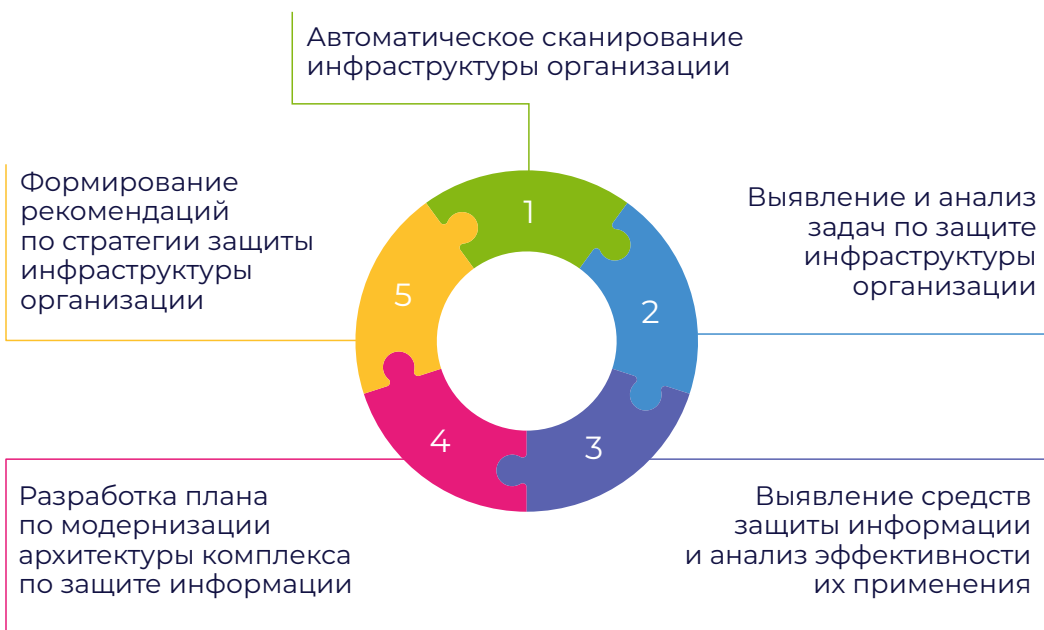 Автоматическое сканирование
инфраструктуры организации
1
Выявление и анализ
задач по защите
инфраструктуры
организации
2
Выявление средств
защиты информации
и анализ эффективности
их применения
3
Разработка плана
по модернизации
архитектуры комплекса
по защите информации
4
Формирование
рекомендаций
по стратегии защиты
инфраструктуры
организации
5